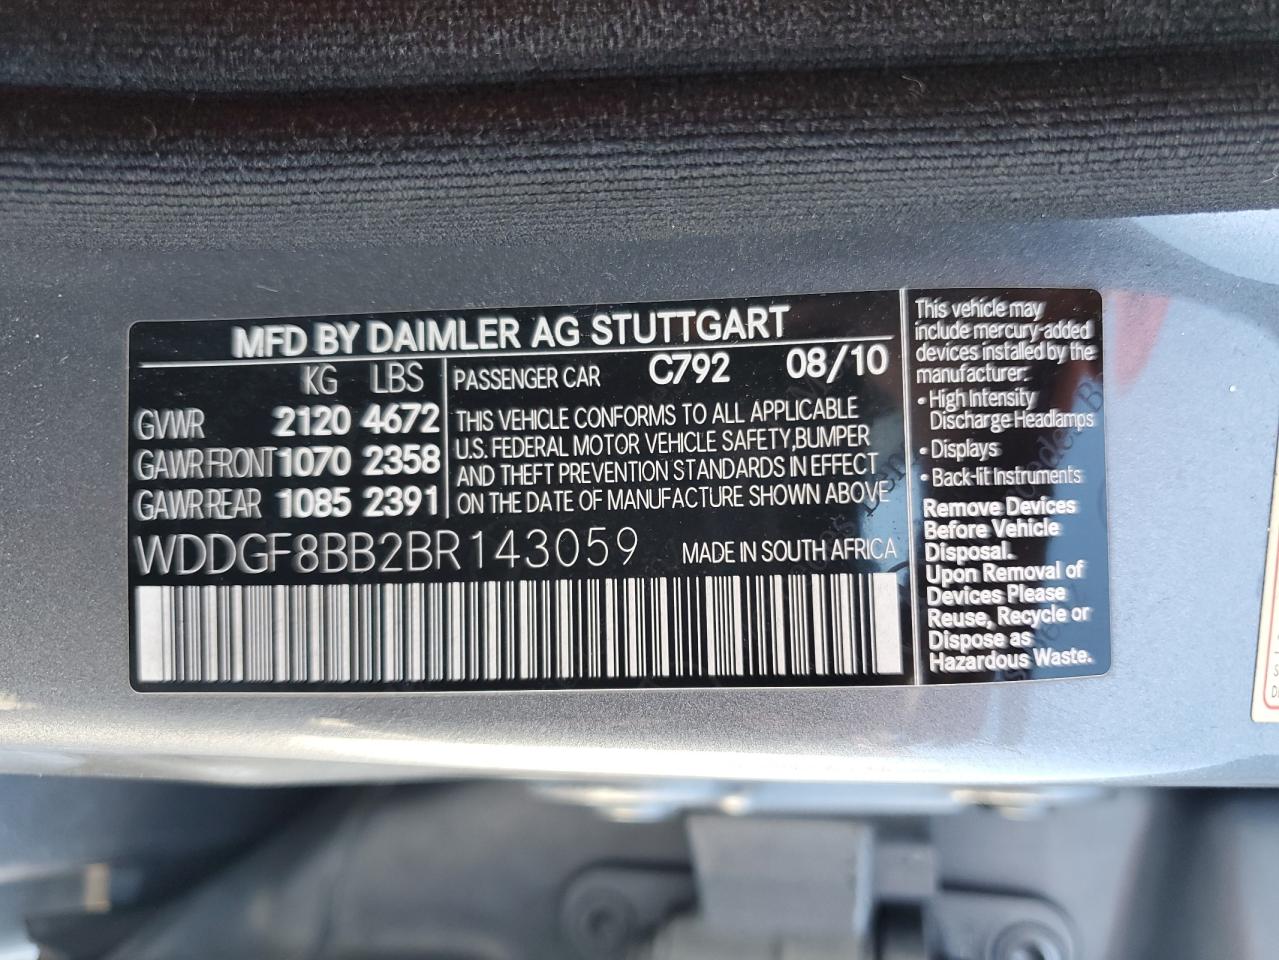 MFD BY DAIMLER AG STUTTGART
KG LBS
GVWR 2120 4672
GAWR FRONT 1070 2358
GAWR REAR 1085 2391
PASSENGER CAR C792 08/10
THIS VEHICLE CONFORMS TO ALL APPLICABLE
U.S. FEDERAL MOTOR VEHICLE SAFETY, BUMPER
AND THEFT PREVENTION STANDARDS IN EFFECT
ON THE DATE OF MANUFACTURE SHOWN ABOVE
WDDGF8BB2BR143059 MADE IN SOUTH AFRICA
This vehicle may
include mercury-added
devices installed by the
manufacturer:
• High Intensity
Discharge Headlamps
• Displays
• Back-lit Instruments
Remove Devices
Before Vehicle
Disposal.
Upon Removal of
Devices Please
Reuse, Recycle or
Dispose as
Hazardous Waste.